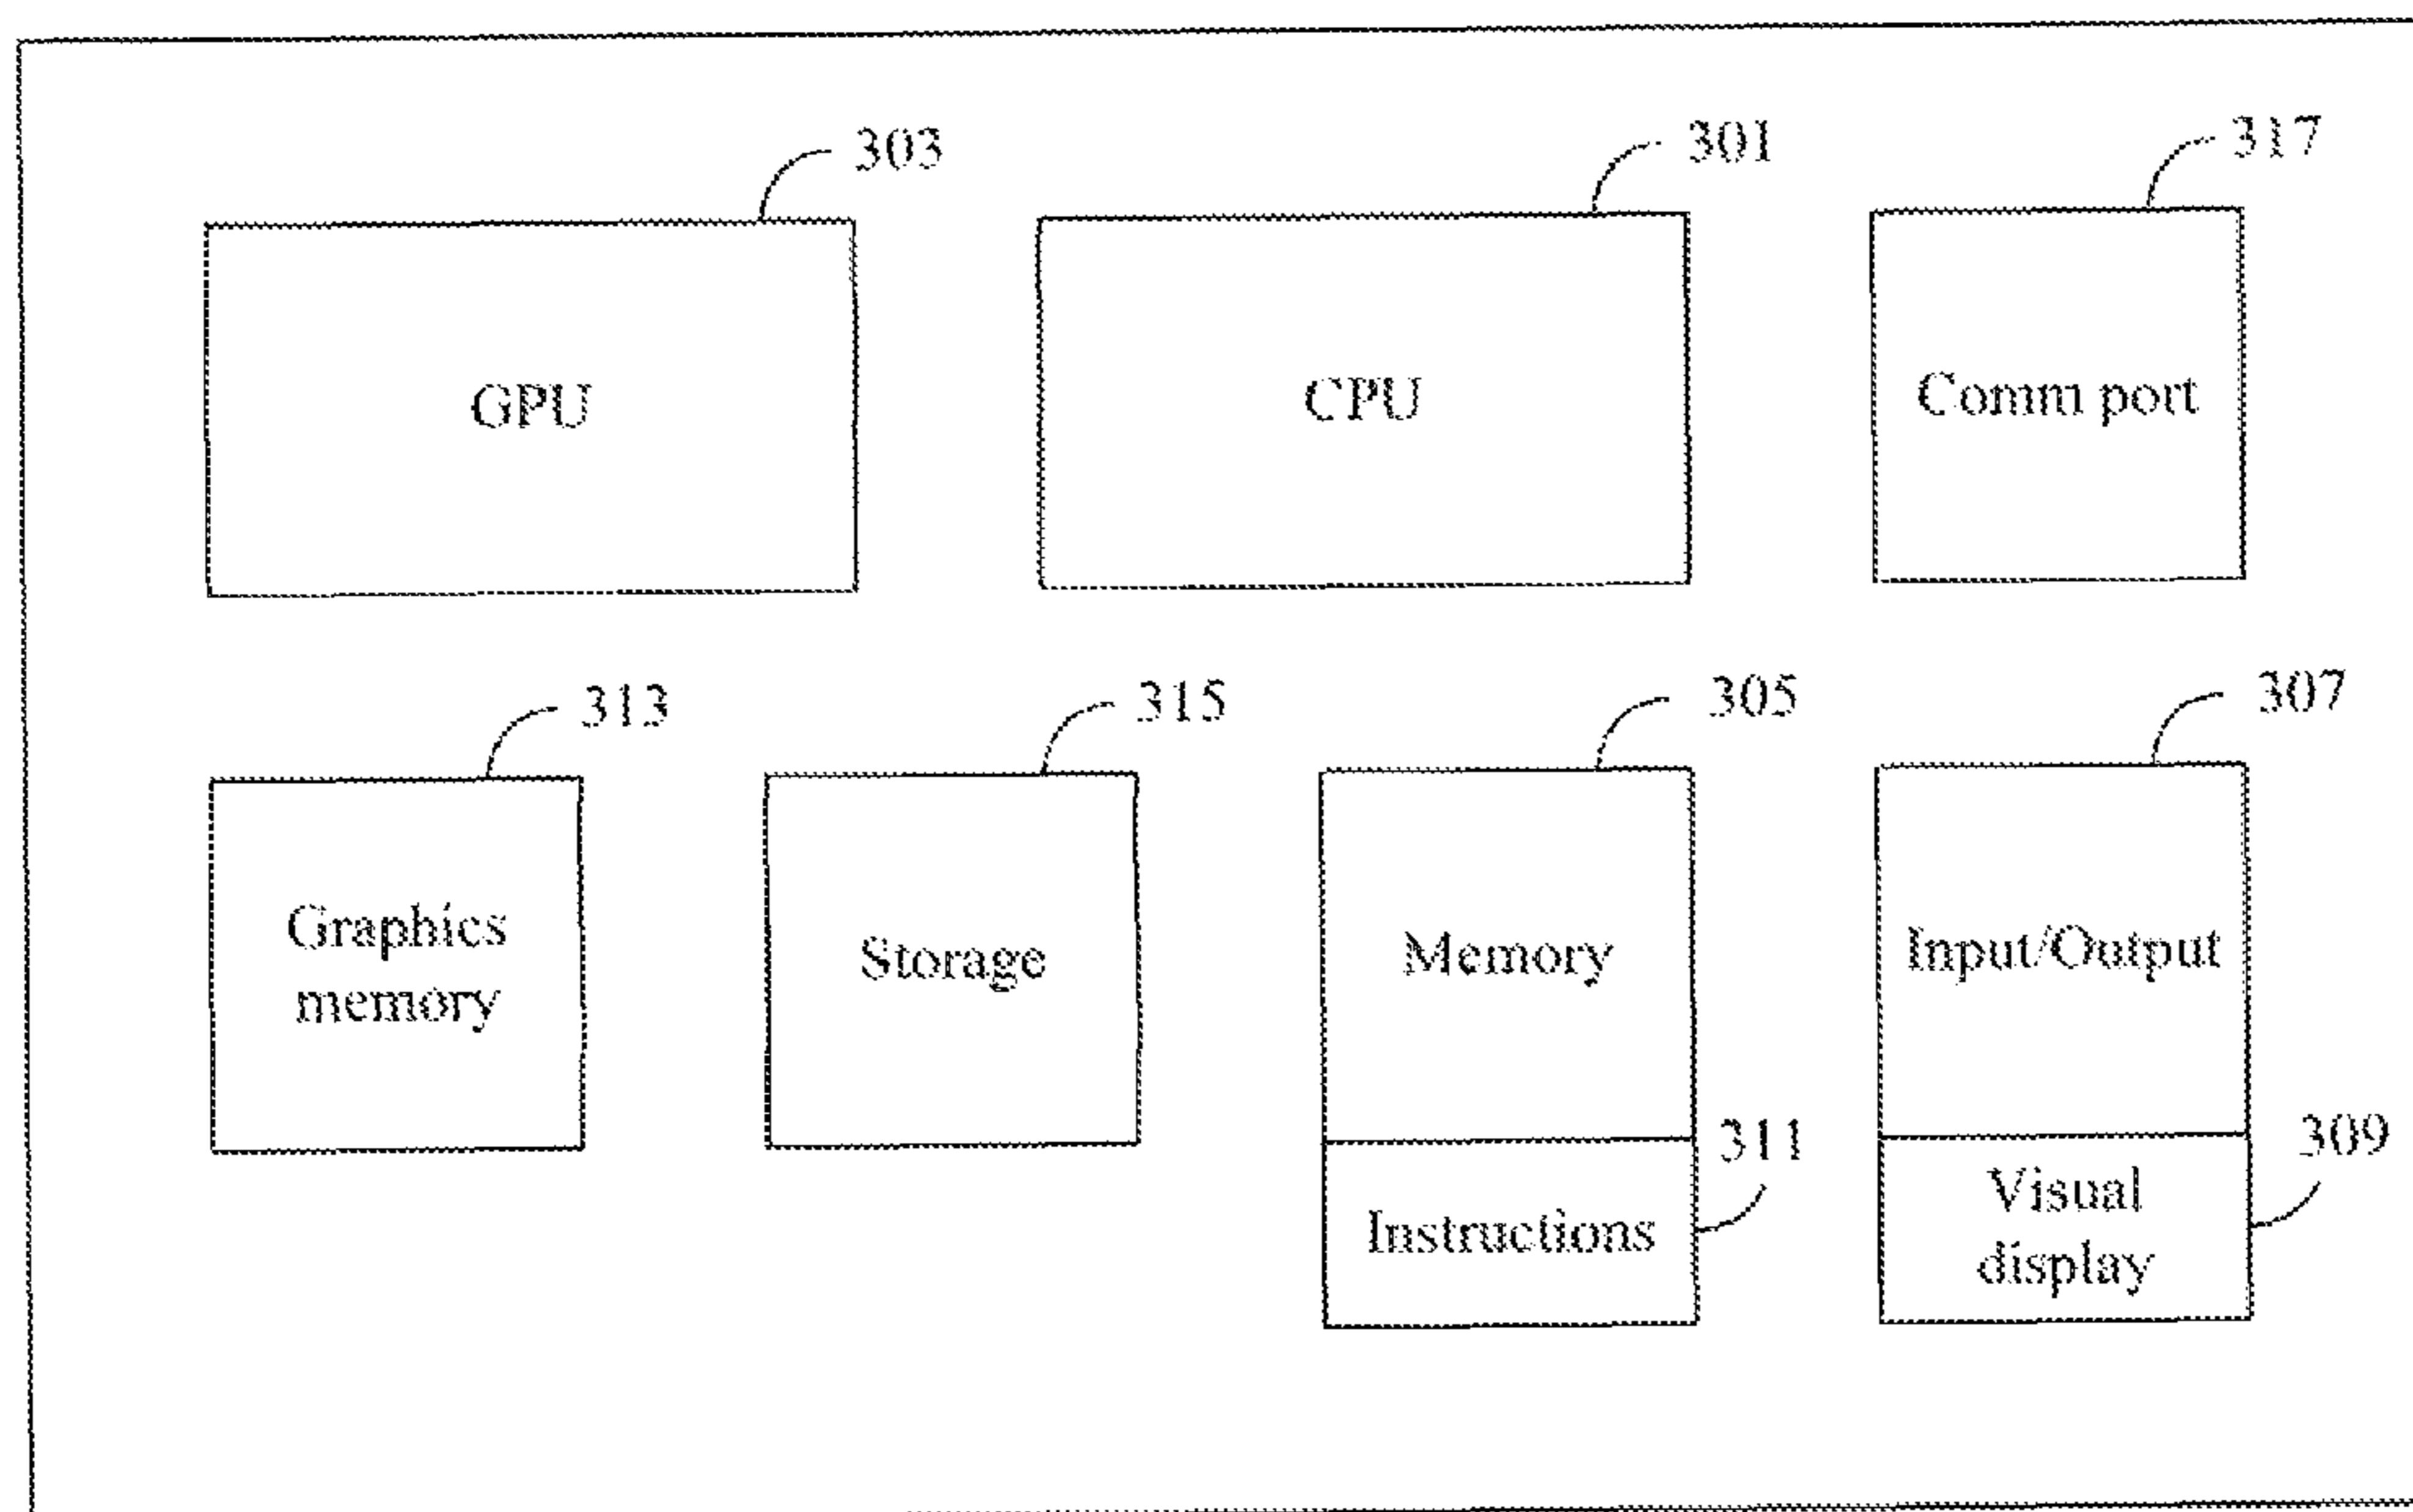 303
301
317
GPU
CPU
Comm port
313
315
305
307
Graphics
memory
Storage
Memory
Input/Output
311
309
Instructions
Visual
display